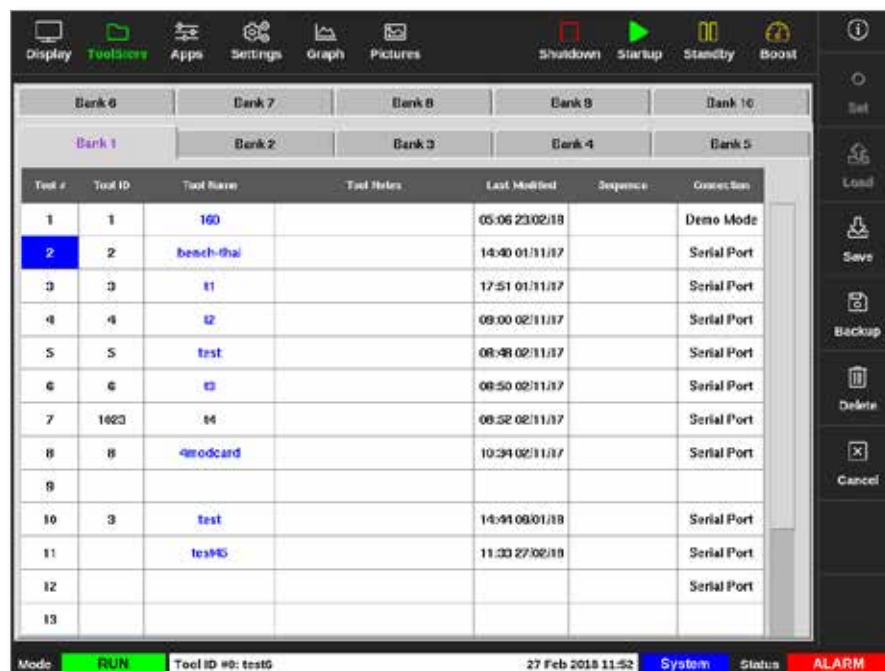 Display ToolStore Apps Settings Graph Pictures Shutdown Startup Standby Boost
Set
Load
Save
Backup
Delete
Cancel
Bank 6 Bank 7 Bank 8 Bank 9 Bank 10
Bank 1 Bank 2 Bank 3 Bank 4 Bank 5
Tool # Tool ID Tool Name Tool Notes Last Modified Sequence Connection
1 1 160 05:06 23/02/18 Demo Mode
2 2 bench-thai 14:40 01/11/17 Serial Port
3 3 t1 17:51 01/11/17 Serial Port
4 4 t2 08:00 02/11/17 Serial Port
5 5 test 08:48 02/11/17 Serial Port
6 6 t3 08:50 02/11/17 Serial Port
7 1023 t4 08:52 02/11/17 Serial Port
8 8 4modcard 10:34 02/11/17 Serial Port
9
10 3 test 14:44 Serial Port
11 test45 11:33 27/02/18 Serial Port
12 Serial Port
13
Mode RUN Tool ID #0: test6 27 Feb 2018 11:52 System Status ALARM